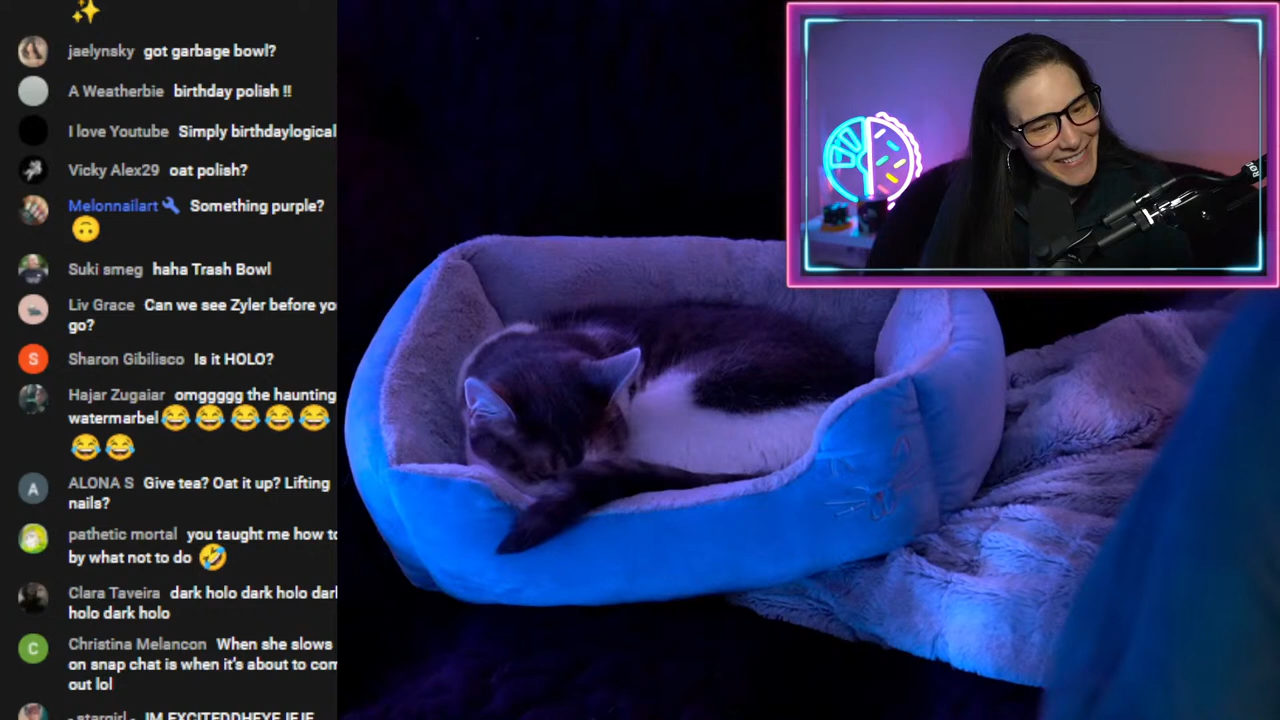 jaelynsky got garbage bowl?
A Weatherbie birthday polish !!
I love Youtube Simply birthdaylogical
Vicky Alex29 oat polish?
Melonnailart Something purple?
Suki smeg haha Trash Bowl
Liv Grace Can we see Zyler before yo
go?
Sharon Gibilisco Is it HOLO?
S
Hajar Zugaiar omggggg the haunting
watermarbel
A
ALONA S Give tea? Oat it up? Lifting
nails?
pathetic mortal you taught me how to
by what not to do
Clara Taveira dark holo dark holo dar
holo dark holo
C
Christina Melancon When she slows
on snap chat is when it's about to com
out lol
- stargirl - IM EXCITEDDHEYEJEJE
RØD